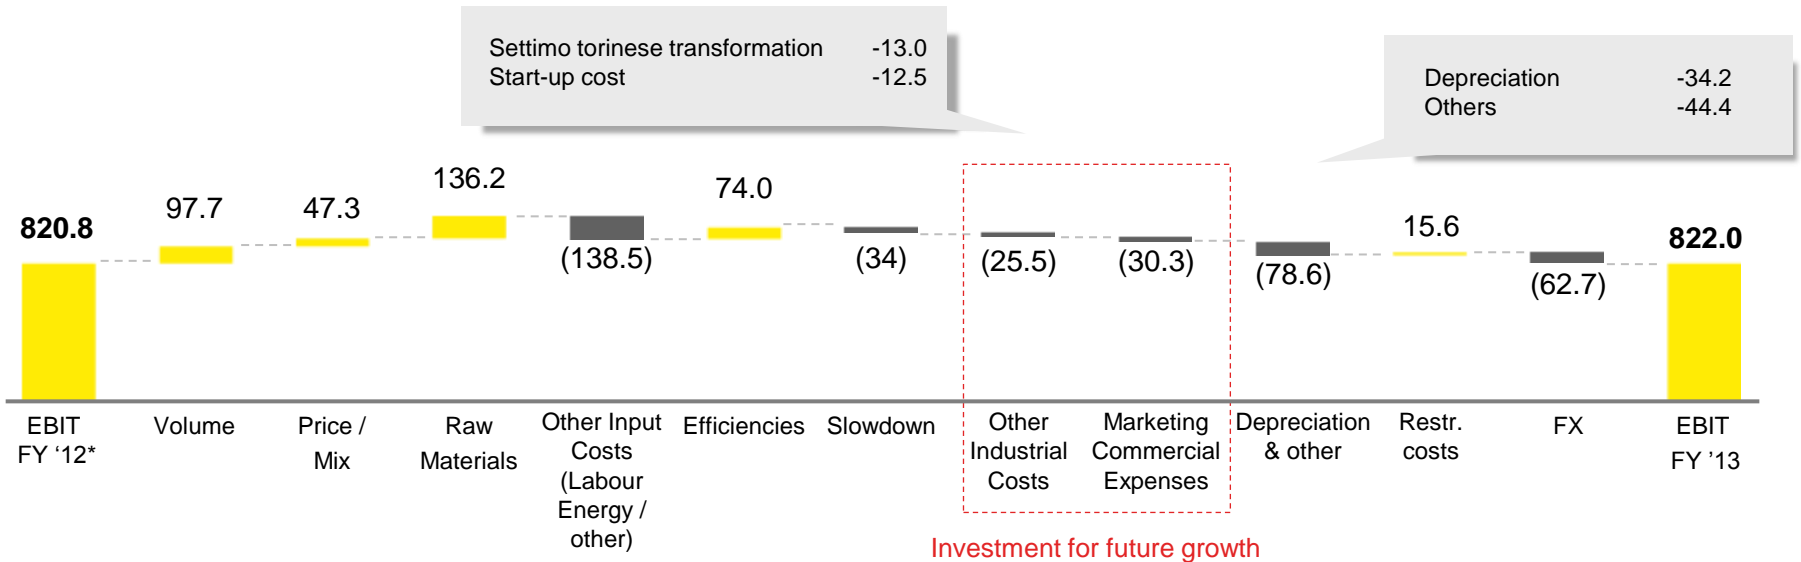 Settimo torinese transformation -13.0
Start-up cost -12.5
Depreciation -34.2
Others -44.4
820.8
97.7
47.3
136.2
(138.5)
74.0
(34)
(25.5)
(30.3)
(78.6)
15.6
(62.7)
822.0
EBIT
FY ‘12*
Volume
Price /
Mix
Raw
Materials
Other Input
Costs
(Labour
Energy /
other)
Efficiencies
Slowdown
Other
Industrial
Costs
Marketing
Commercial
Expenses
Depreciation
& other
Restr.
costs
FX
EBIT
FY ’13
Investment for future growth